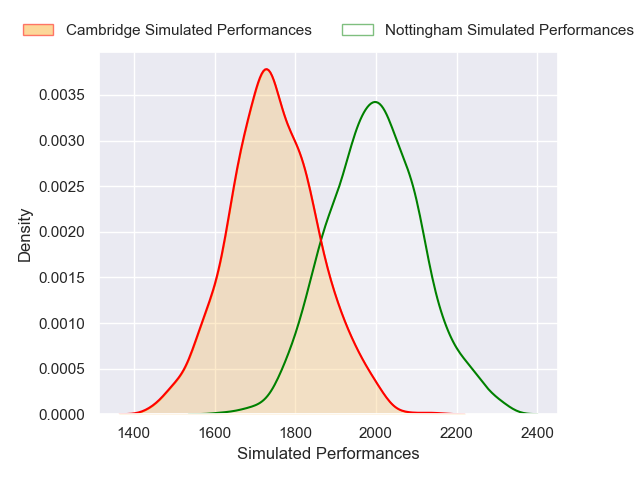 Cambridge Simulated Performances Nottingham Simulated Performances
0.0035
0.0030
0.0025
0.0020
0.0015
0.0010
0.0005
0.0000
Density
1400 1600 1800 2000 2200 2400
Simulated Performances